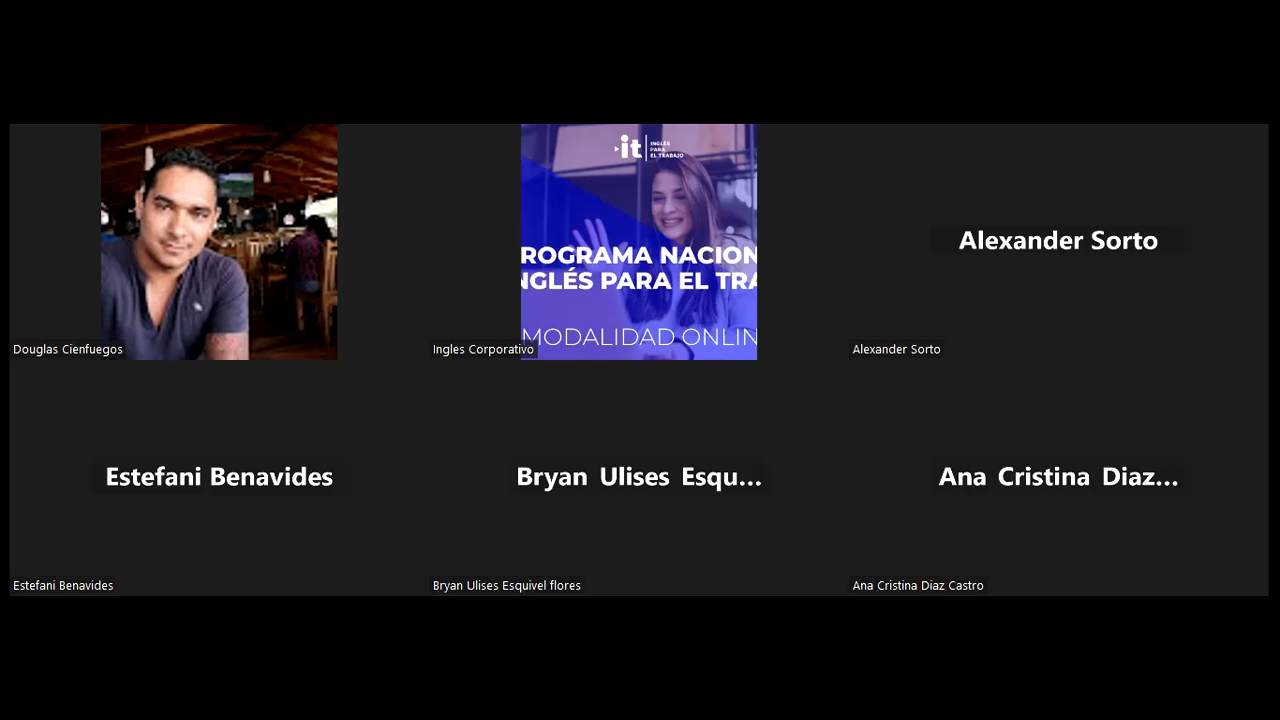 it
INGLÉS
PARA
EL TRABAJO
ROGRAMA NACION
NGLÉS PARA EL TRA
MODALIDAD ONLIN
Alexander Sorto
Douglas Cienfuegos
Ingles Corporativo
Alexander Sorto
Estefani Benavides
Bryan Ulises Esqu...
Ana Cristina Diaz...
Estefani Benavides
Bryan Ulises Esquivel flores
Ana Cristina Diaz Castro